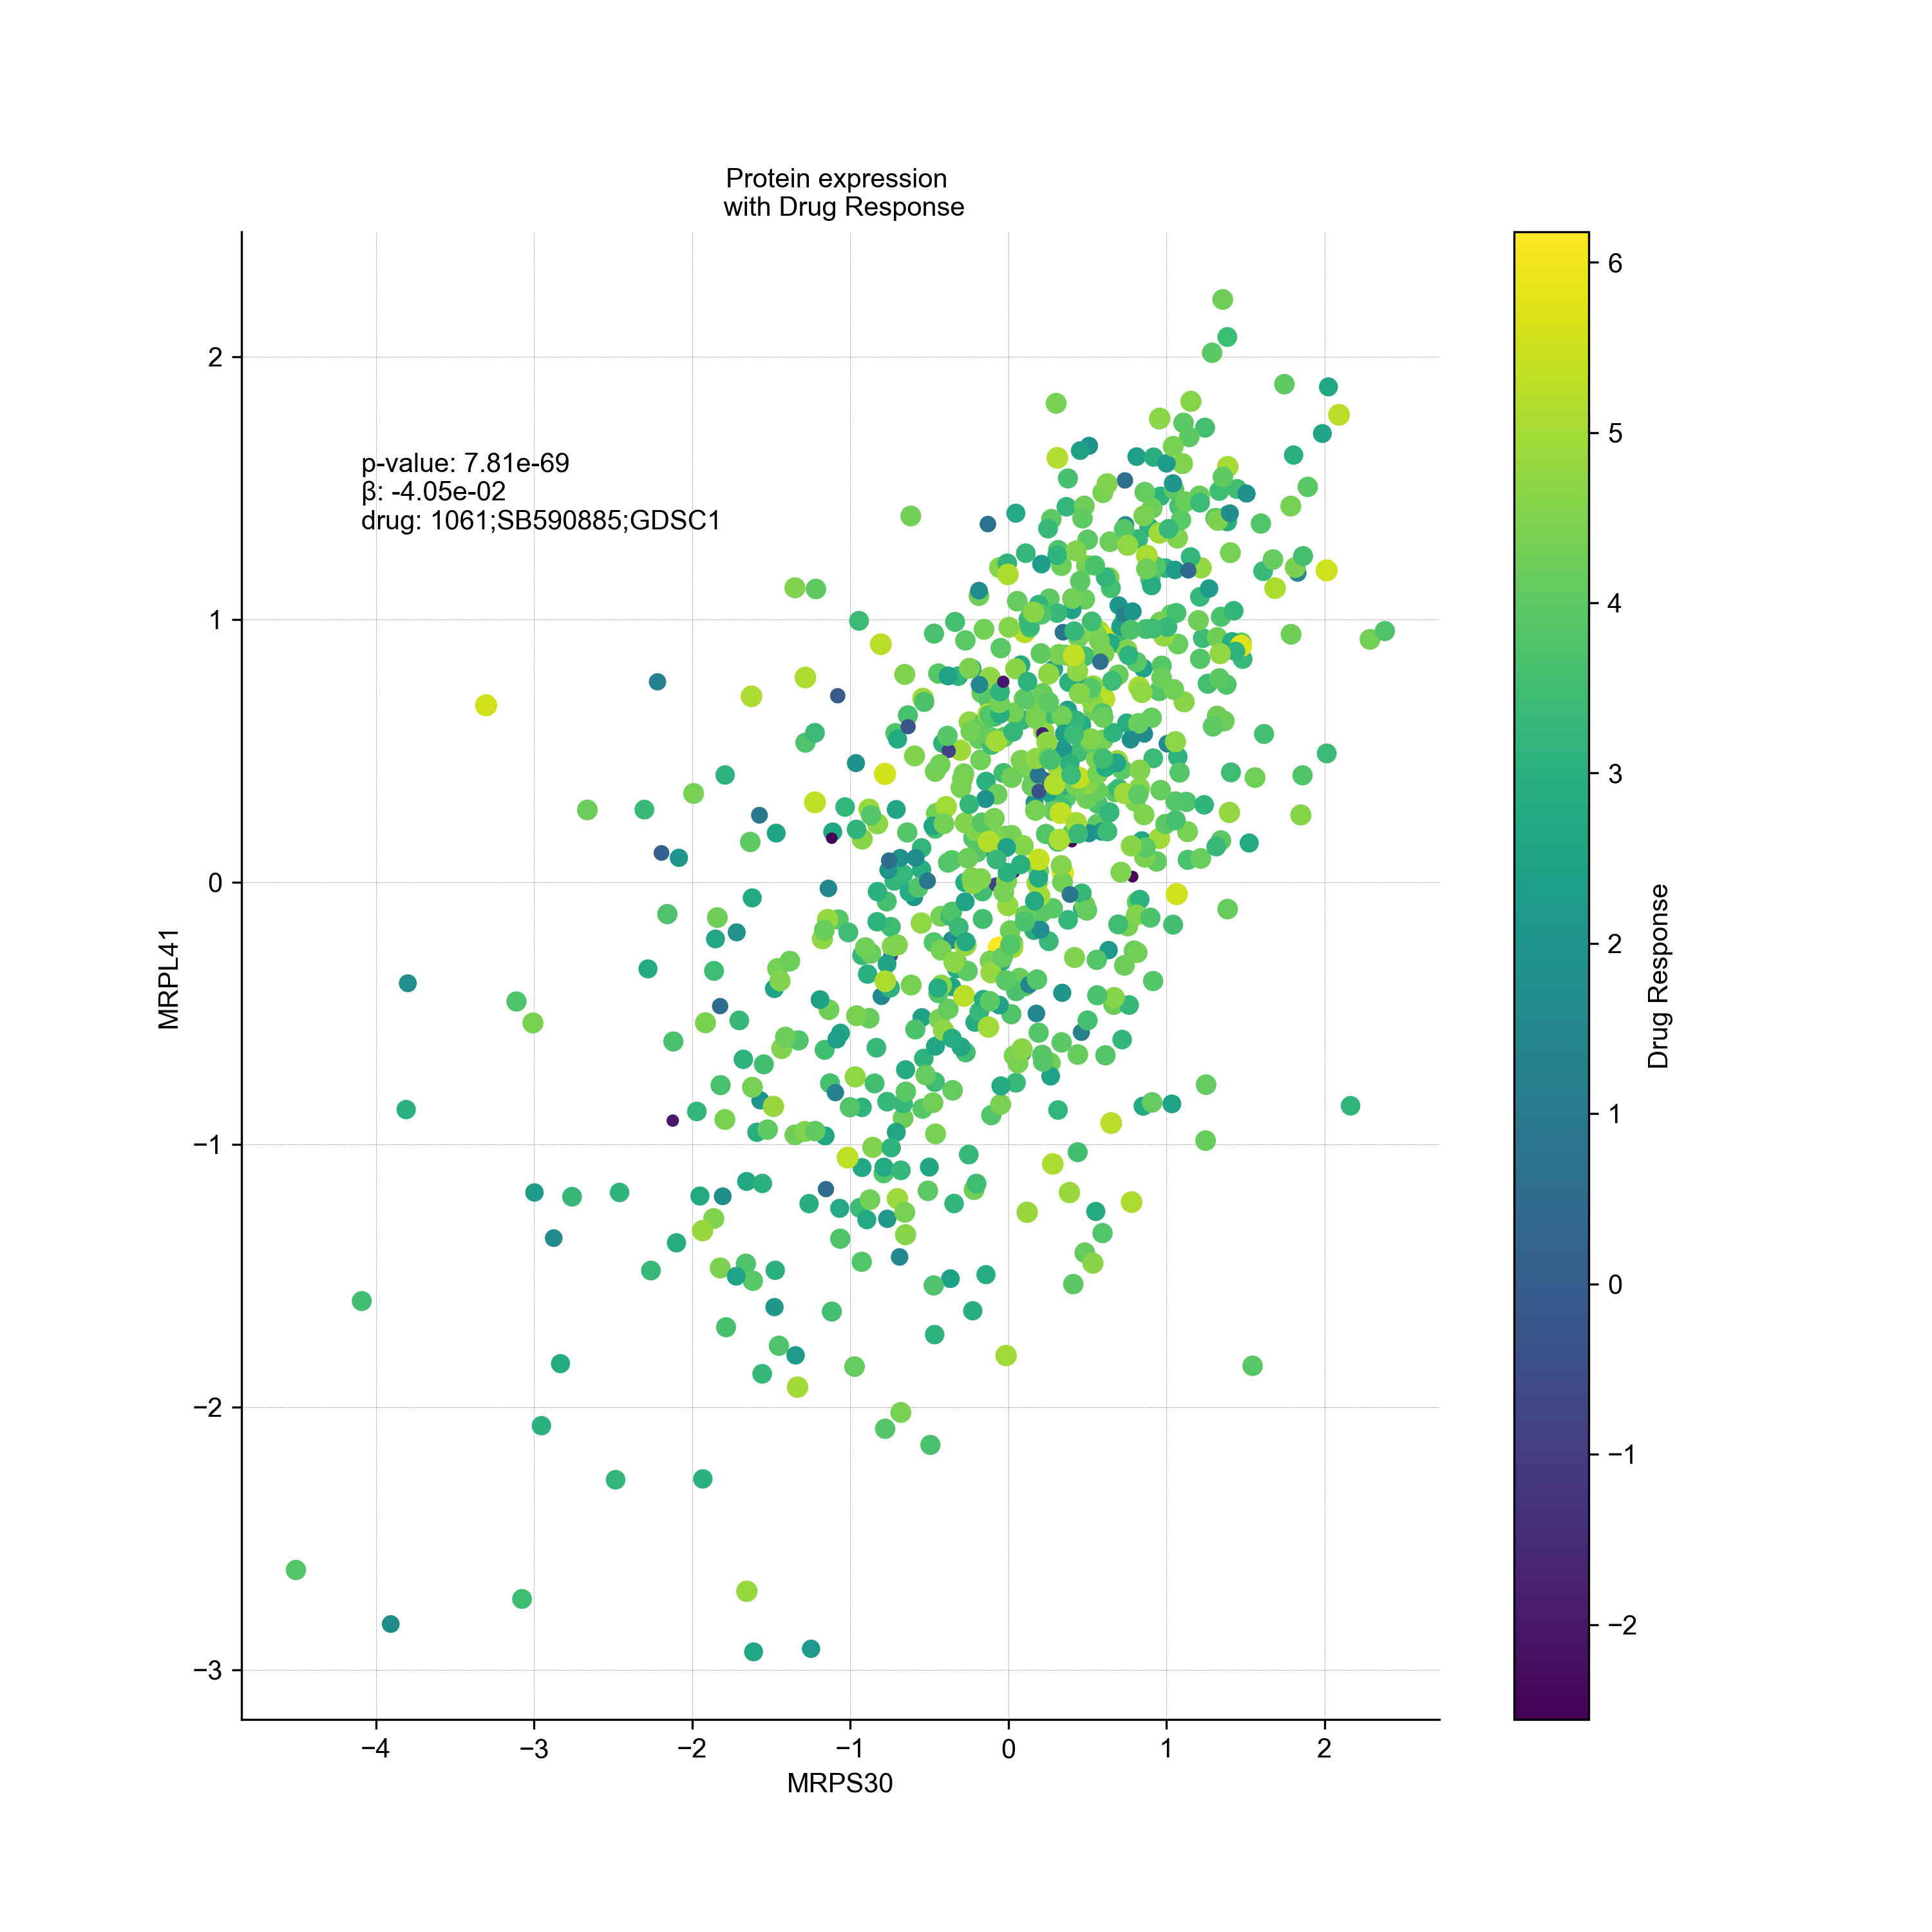 Protein expression
with Drug Response
p-value: 7.81e-69
β: -4.05e-02
drug: 1061;SB590885;GDSC1
MRPL41
2
1
0
−1
−2
−3
−4
−3
−2
−1
0
1
2
MRPS30
6
5
4
3
2
1
0
−1
−2
Drug Response